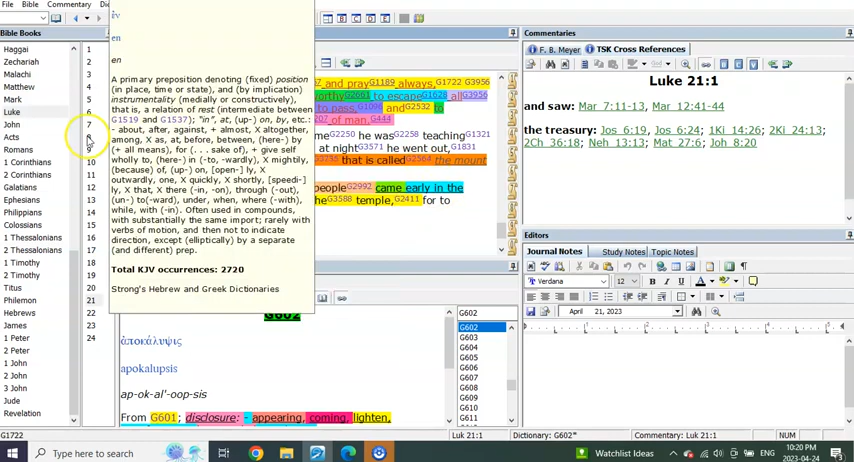 File View Bible Commentary
Bible Books
Haggai
Zechariah
Malachi
Matthew
Mark
Luke
John
Acts
Romans
1 Corinthians
2 Corinthians
Galatians
Ephesians
Philippians
Colossians
1 Thessalonians
2 Thessalonians
1 Timothy
2 Timothy
Titus
Philemon
Hebrews
James
1 Peter
2 Peter
1 John
2 John
3 John
Jude
Revelation
1
2
3
4
5
6
7
8
9
10
11
12
13
14
15
16
17
18
19
20
21
22
23
24
ἐν
en
en
A primary preposition denoting (fixed) position
(in place, time or state), and (by implication)
instrumentality (medially or constructively),
that is, a relation of rest (intermediate between
G1519 and G1537); "in", at, (up-) on, by, etc.:
- about, after, against, + almost, X altogether,
among, X as, at, before, between, (here-) by
(+ all means), for (. . . sake of), + give self
wholly to, (here-) in (-to, -wardly), X mightily,
(because) of, (up-) on, [open-] ly, X
outwardly, one, X quickly, X shortly, [speedi-]
ly, X that, X there (-in, -on), through (-out),
(un-) to(-ward), under, when, where (-with),
while, with (-in). Often used in compounds,
with substantially the same import; rarely with
verbs of motion, and then not to indicate
direction, except (elliptically) by a separate
(and different) prep.
Total KJV occurrences: 2720
Strong's Hebrew and Greek Dictionaries
B C D E
and pray G1189 always, G1722 G3956
worthy G2661 to escape G1628 all
to pass, G1096 and G2532 to
of man. G444
me G2250 he was teaching G1321
at night G3571 he went out,
that is called G2564 the mount
people G2992 came early in the
the G3588 temple, G2411 for to
G602
ἀποκάλυψις
apokalupsis
ap-ok-al'-oop-sis
From G601; disclosure: - appearing, coming, lighten,
G602
G602
G603
G604
G605
G606
G607
G608
G609
G610
G611
Commentaries
F. B. Meyer TSK Cross References
Luke 21:1
and saw: Mar 7:11-13, Mar 12:41-44
the treasury: Jos 6:19, Jos 6:24; 1Ki 14:26; 2Ki 24:13;
2Ch 36:18; Neh 13:13; Mat 27:6; Joh 8:20
Editors
Journal Notes Study Notes Topic Notes
Verdana 12 B I U A
April 21, 2023
1 2 3 4 5
G1722 Luk 21:1 Dictionary: G602* Commentary: Luk 21:1 NUM
Type here to search
Watchlist Ideas
ENG
10:20 PM
2023-04-24
3